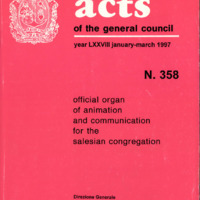 acts
of the general council
year LXXVIII january-march 1997
N. 358
official organ
of animation
and communication
for the
salesian congregation
Direzione Generale